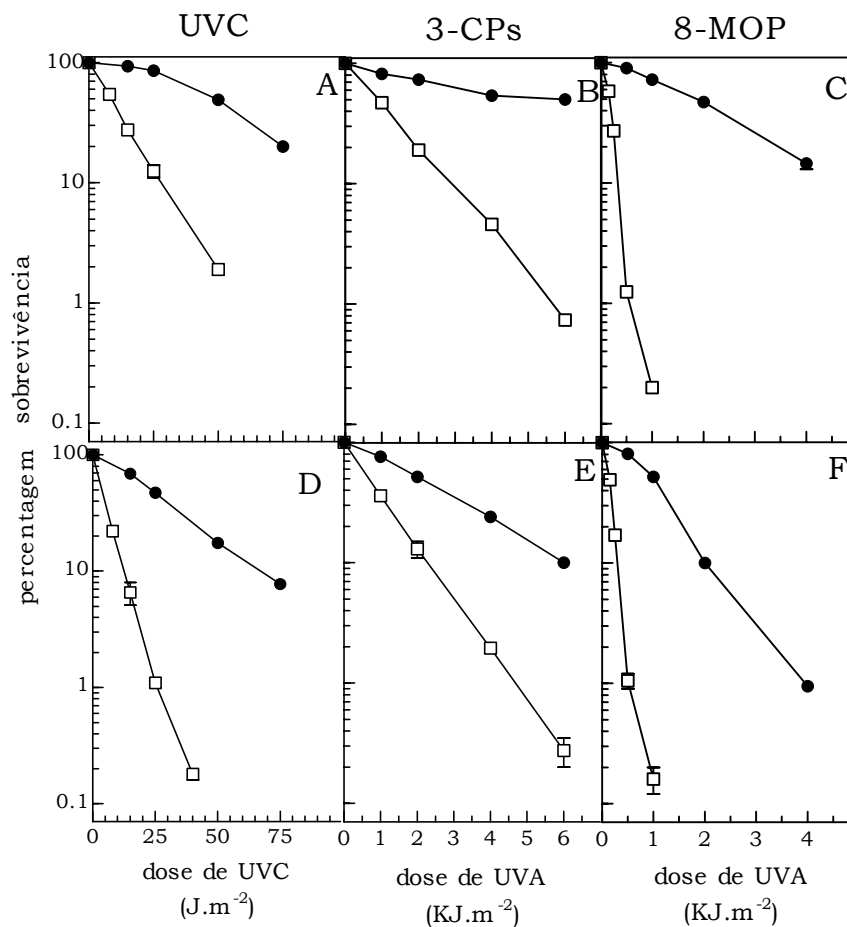 UVC 3-CPs 8-MOP
A B C
100
10
1
0.1
sobrevivência
D E F
100
10
1
0.1
percentagem
0 25 50 75 0 1 2 3 4 5 6 0 1 2 3 4
dose de UVC dose de UVA dose de UVA
(J.m-2) (KJ.m-2) (KJ.m-2)